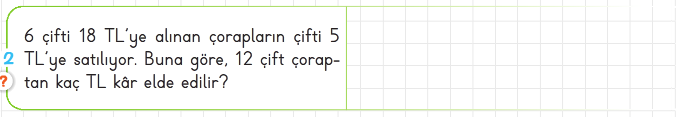 6 çifti 18 TL'ye alınan çorapların çifti 5
2 TL'ye satılıyor. Buna göre, 12 çift çorap-
? tan kaç TL kâr elde edilir?